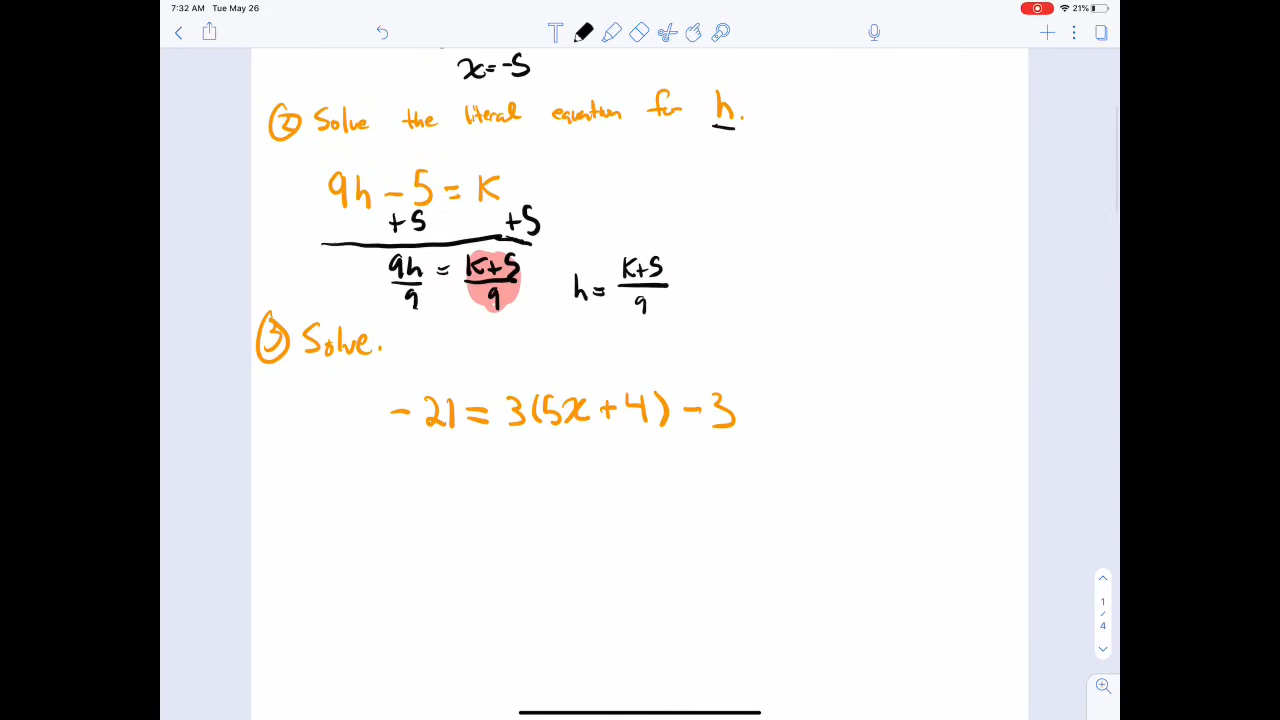 7:32 AM Tue May 26
21%
x=-5
② Solve the literal equation for h.
9h - 5 = K
+5 +5
9h/9 = K+5/9
h = K+5/9
③ Solve.
- 21 = 3(5x + 4) - 3
1
/
4